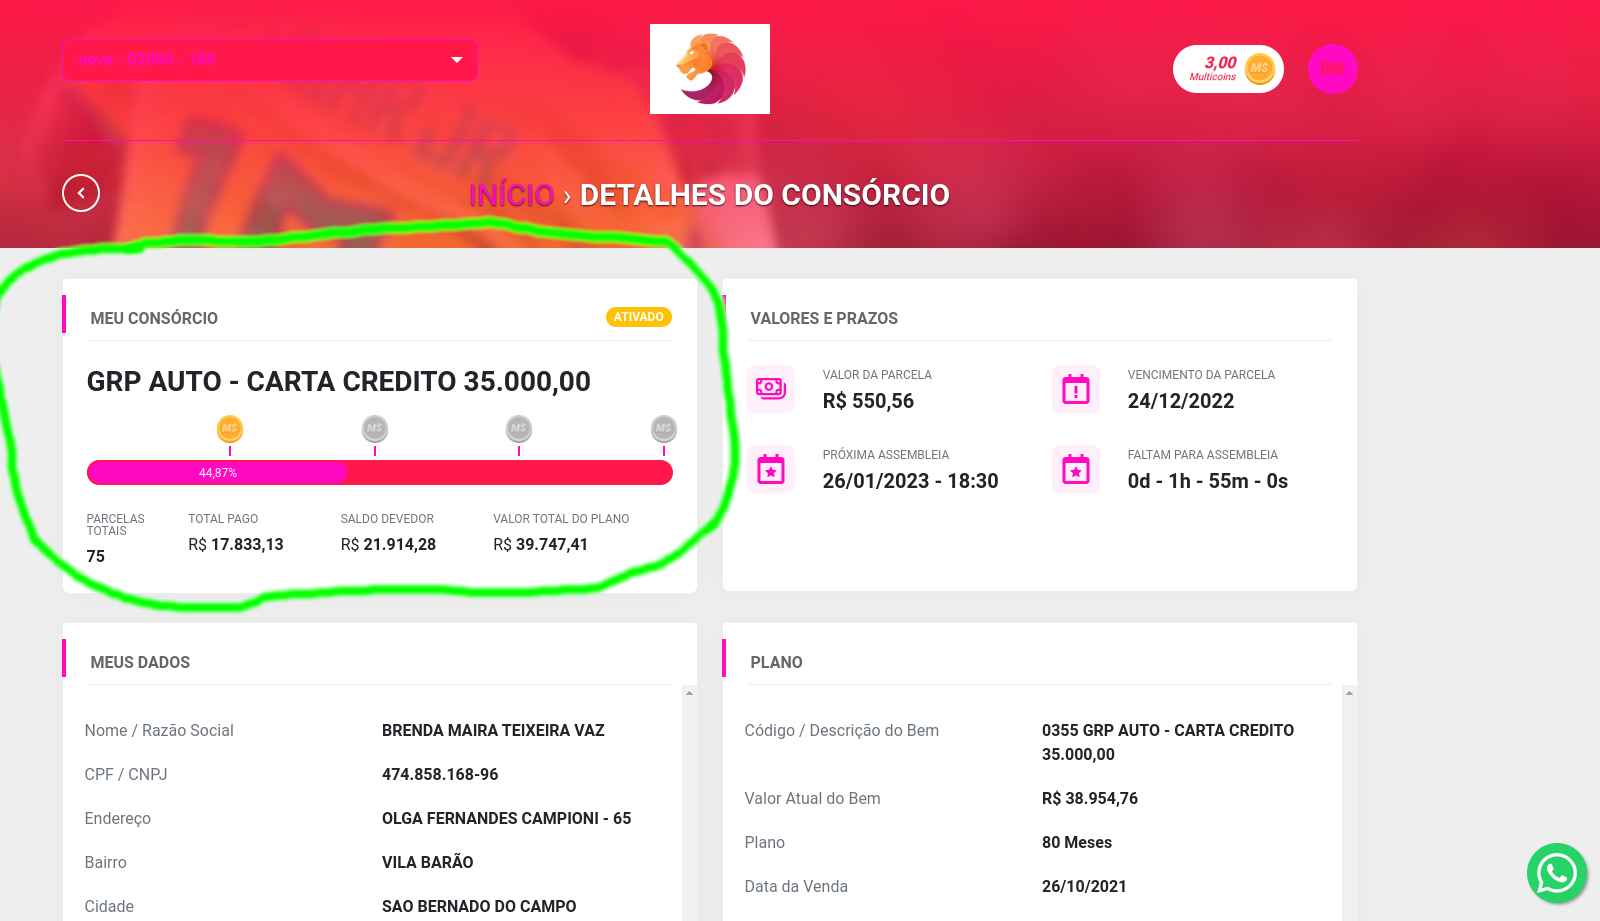 novo - 02050 - 185
3,00
Multicoins
M$
BM
INÍCIO › DETALHES DO CONSÓRCIO
MEU CONSÓRCIO
ATIVADO
GRP AUTO - CARTA CREDITO 35.000,00
M$ M$ M$ M$
44,87%
PARCELAS TOTAIS
75
TOTAL PAGO
R$ 17.833,13
SALDO DEVEDOR
R$ 21.914,28
VALOR TOTAL DO PLANO
R$ 39.747,41
VALORES E PRAZOS
VALOR DA PARCELA
R$ 550,56
VENCIMENTO DA PARCELA
24/12/2022
PRÓXIMA ASSEMBLEIA
26/01/2023 - 18:30
FALTAM PARA ASSEMBLEIA
0d - 1h - 55m - 0s
MEUS DADOS
Nome / Razão Social BRENDA MAIRA TEIXEIRA VAZ
CPF / CNPJ 474.858.168-96
Endereço OLGA FERNANDES CAMPIONI - 65
Bairro VILA BARÃO
Cidade SAO BERNADO DO CAMPO
PLANO
Código / Descrição do Bem 0355 GRP AUTO - CARTA CREDITO
35.000,00
Valor Atual do Bem R$ 38.954,76
Plano 80 Meses
Data da Venda 26/10/2021